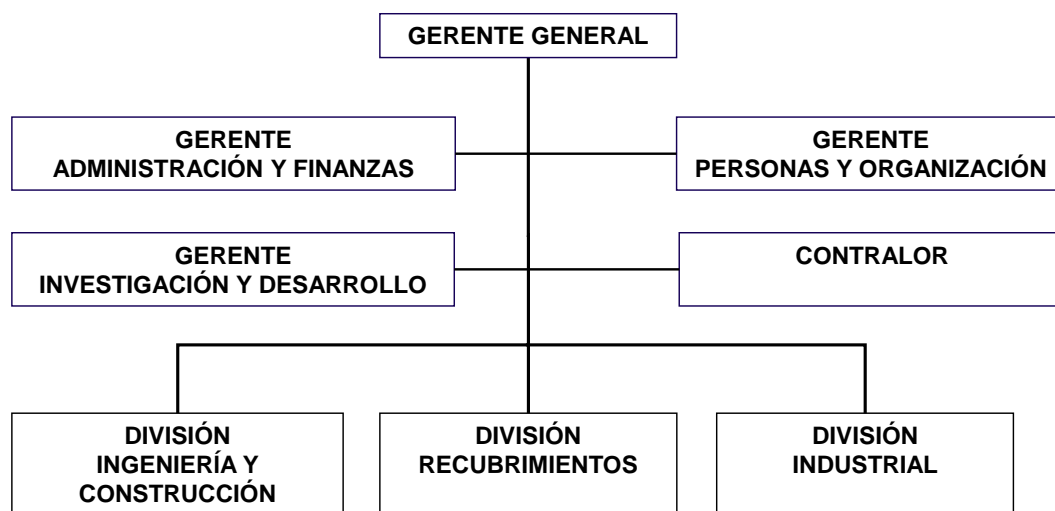 GERENTE GENERAL
GERENTE
ADMINISTRACIÓN Y FINANZAS
GERENTE
PERSONAS Y ORGANIZACIÓN
GERENTE
INVESTIGACIÓN Y DESARROLLO
CONTRALOR
DIVISIÓN
INGENIERÍA Y
CONSTRUCCIÓN
DIVISIÓN
RECUBRIMIENTOS
DIVISIÓN
INDUSTRIAL